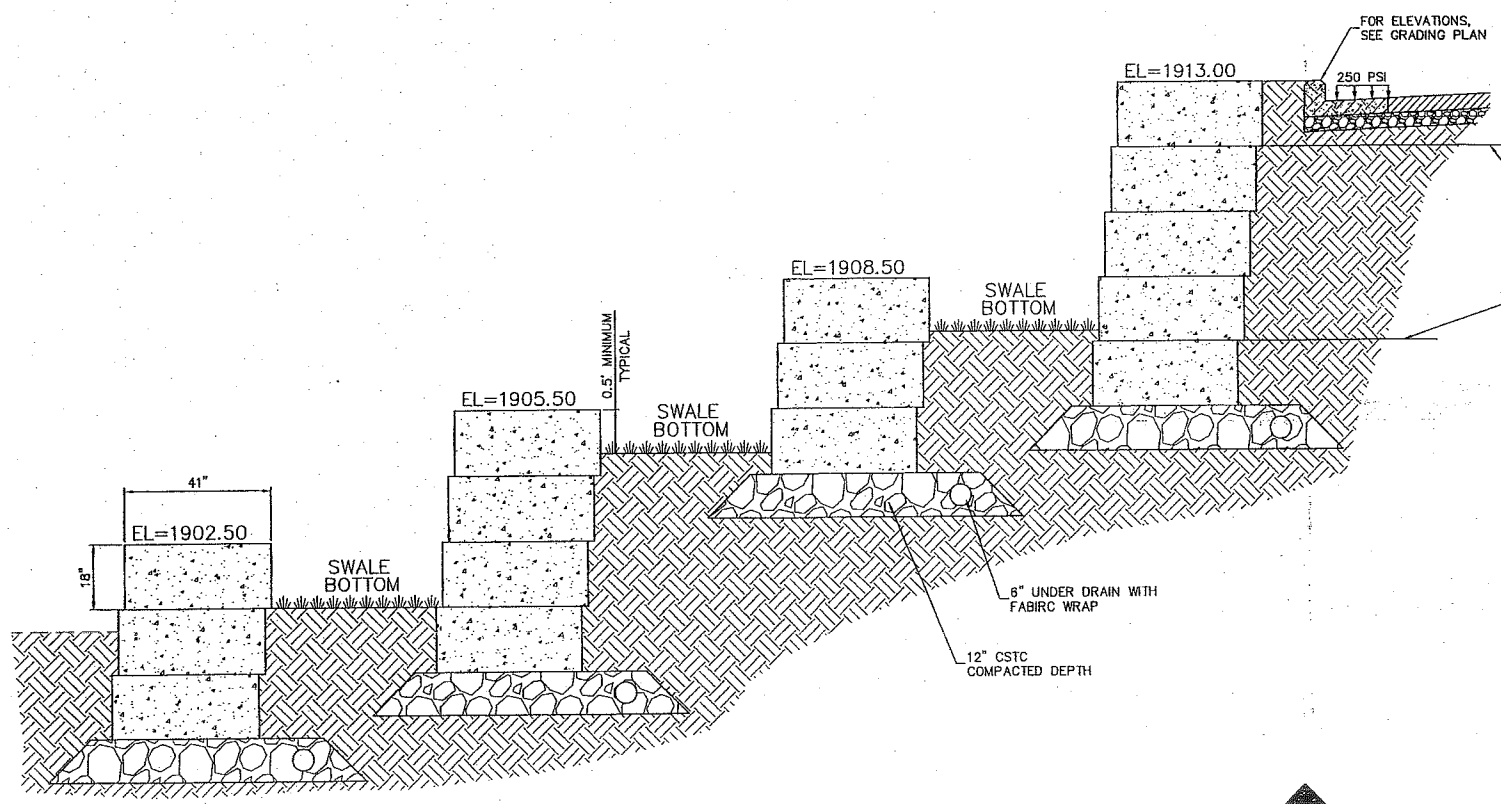 FOR ELEVATIONS,
SEE GRADING PLAN
EL=1913.00
250 PSI
EL=1908.50
SWALE
BOTTOM
0.5' MINIMUM
TYPICAL
EL=1905.50
SWALE
BOTTOM
41"
EL=1902.50
18"
SWALE
BOTTOM
6" UNDER DRAIN WITH
FABIRC WRAP
12" CSTC
COMPACTED DEPTH